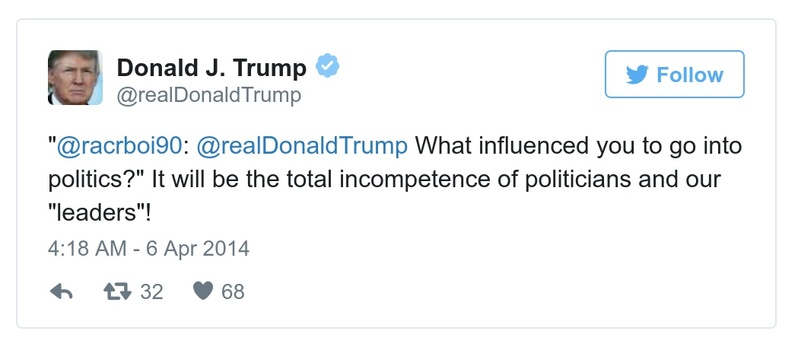 Donald J. Trump
Follow
@realDonaldTrump
"@racrboi90: @realDonaldTrump What influenced you to go into
politics?" It will be the total incompetence of politicians and our
"leaders"!
4:18 AM - 6 Apr 2014
32 68